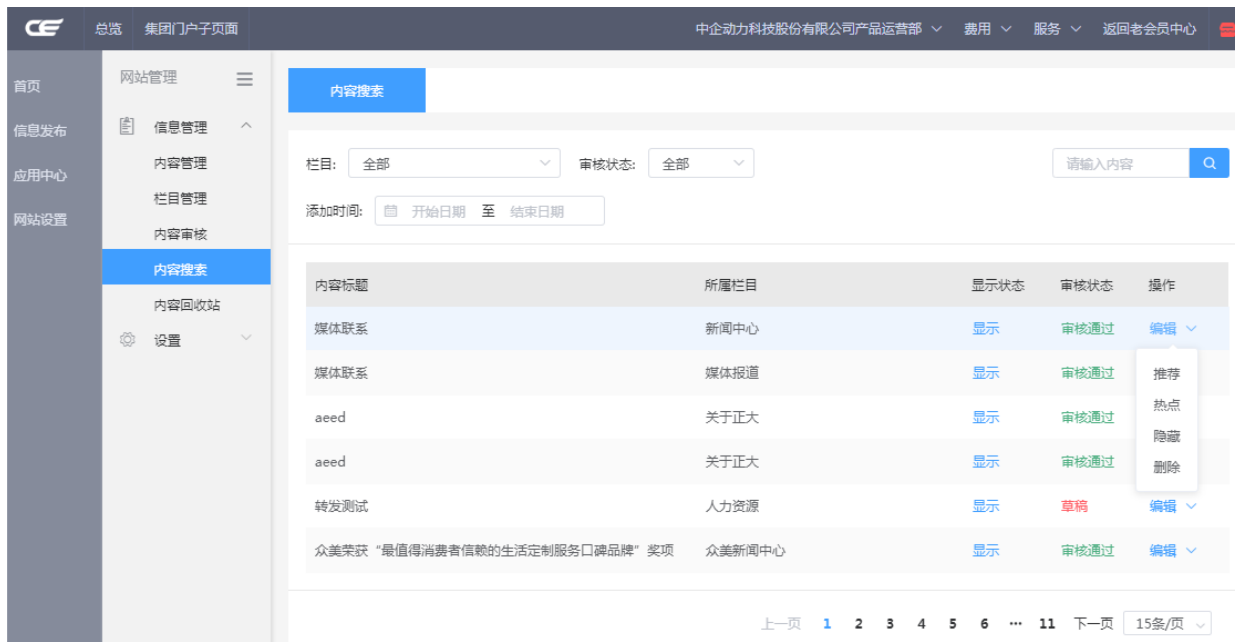 CE 总览 集团门户子页面 中企动力科技股份有限公司产品运营部 费用 服务 返回老会员中心
首页
信息发布
应用中心
网站设置
网站管理
信息管理
内容管理
栏目管理
内容审核
内容搜索
内容回收站
设置
内容搜索
栏目: 全部 审核状态: 全部 请输入内容
添加时间: 开始日期 至 结束日期
内容标题 所属栏目 显示状态 审核状态 操作
媒体联系 新闻中心 显示 审核通过 编辑
媒体联系 媒体报道 显示 审核通过
aeed 关于正大 显示 审核通过
aeed 关于正大 显示 审核通过
推荐
热点
隐藏
删除
转发测试 人力资源 显示 草稿 编辑
众美荣获“最值得消费者信赖的生活定制服务口碑品牌”奖项 众美新闻中心 显示 审核通过 编辑
上一页 1 2 3 4 5 6 ··· 11 下一页 15条/页